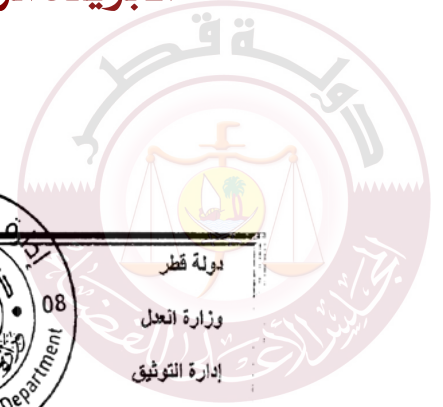 دولة قطر
المجلس الأعلى للقضاء
دولة قطر
وزارة العدل
إدارة التوثيق
08
Department